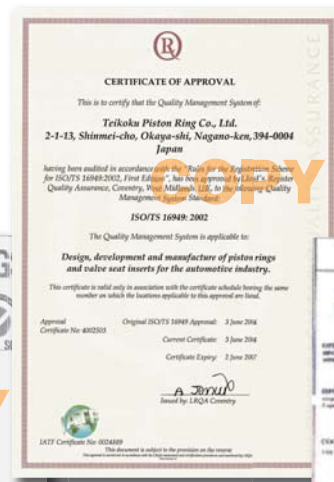 CERTIFICATE OF APPROVAL
This is to certify that the Quality Management System of:
Teikoku Piston Ring Co., Ltd.
2-1-13, Shinmei-cho, Okaya-shi, Nagano-ken, 394-0004
Japan
having been audited in accordance with the "Rules for the Registration Scheme
for ISO/TS 16949:2002, First Edition", has been approved by Lloyd's Register
Quality Assurance, Coventry, West Midlands, UK, to the following Quality
Management System Standard:
ISO/TS 16949: 2002
The Quality Management System is applicable to:
Design, development and manufacture of piston rings
and valve seat inserts for the automotive industry.
This certificate is valid only in association with the certificate schedule bearing the same
number on which the locations applicable to this approval are listed.
Approval
Certificate No: 4002503
Original ISO/TS 16949 Approval: 3 June 2004
Current Certificate: 3 June 2004
Certificate Expiry: 2 June 2007
Issued by: LRQA Coventry
IATF Certificate No: 0024889
This document is subject to the provision on the reverse
COPY